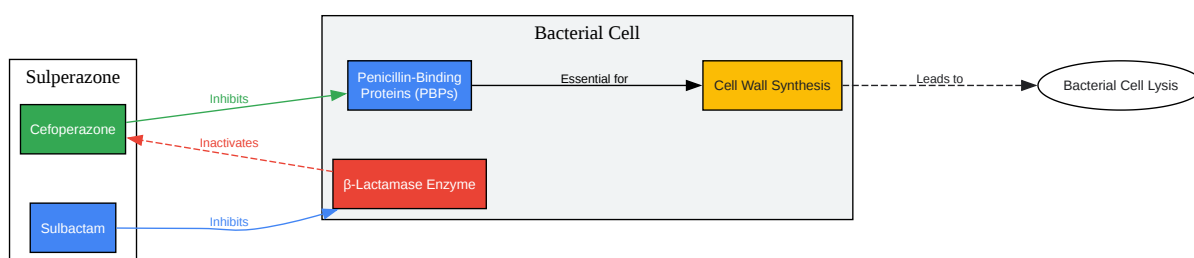 Bacterial Cell
Sulperazone
Penicillin-Binding
Proteins (PBPs)
Essential for
Cell Wall Synthesis
Leads to
Bacterial Cell Lysis
Inhibits
Cefoperazone
Inactivates
β-Lactamase Enzyme
Sulbactam
Inhibits